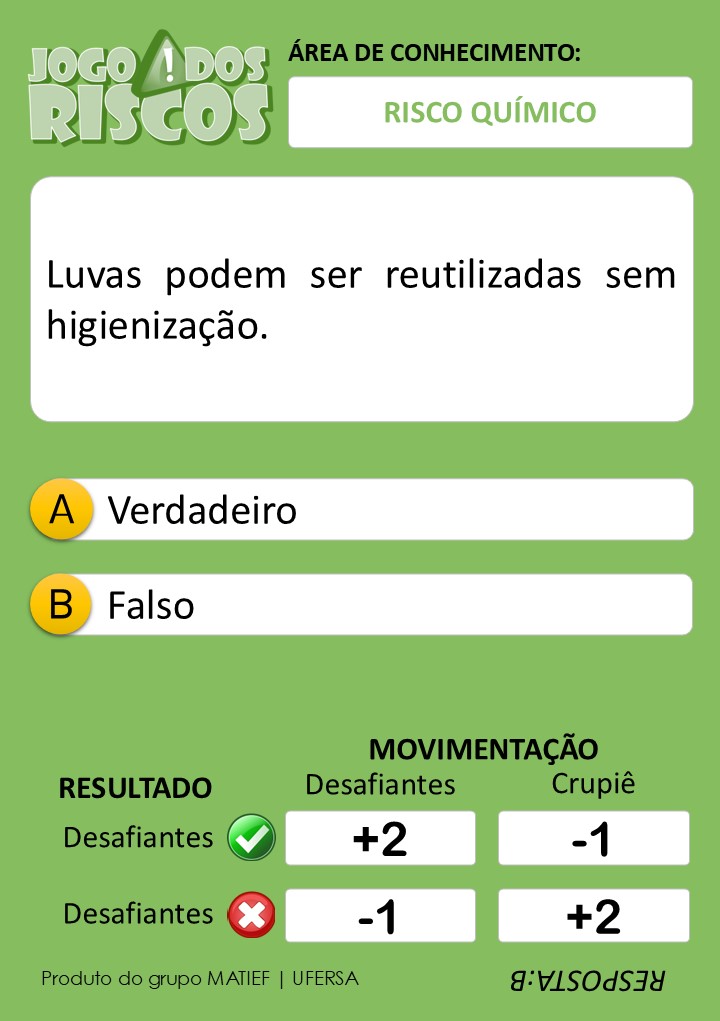 JOGO DOS
RISCOS
ÁREA DE CONHECIMENTO:
RISCO QUÍMICO
Luvas podem ser reutilizadas sem
higienização.
A Verdadeiro
B Falso
MOVIMENTAÇÃO
RESULTADO Desafiantes Crupiê
Desafiantes +2 -1
Desafiantes -1 +2
Produto do grupo MATIEF | UFERSA
RESPOSTA:B